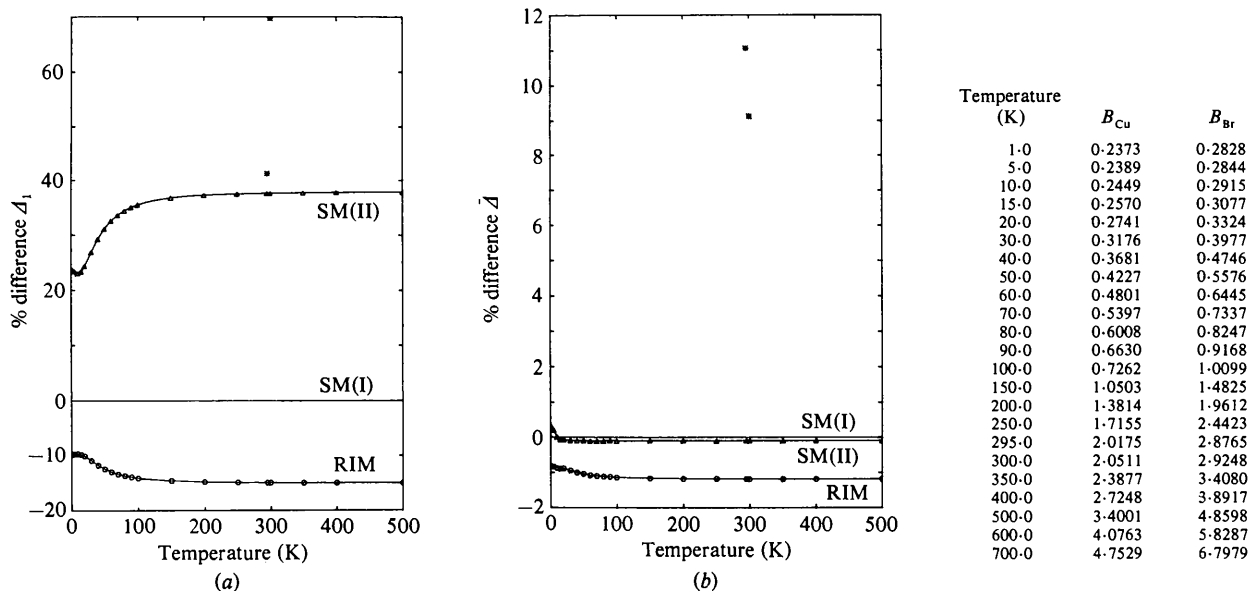 60
40
20
0
−10
−20
% difference Δ₁
SM(II)
SM(I)
RIM
0 100 200 300 400 500
Temperature (K)
(a)
12
11
10
9
8
6
4
2
0
−2
% difference Δ̄
SM(I)
SM(II)
RIM
0 100 200 300 400 500
Temperature (K)
(b)
Temperature
(K) B_Cu B_Br
1·0 0·2373 0·2828
5·0 0·2389 0·2844
10·0 0·2449 0·2915
15·0 0·2570 0·3077
20·0 0·2741 0·3324
30·0 0·3176 0·3977
40·0 0·3681 0·4746
50·0 0·4227 0·5576
60·0 0·4801 0·6445
70·0 0·5397 0·7337
80·0 0·6008 0·8247
90·0 0·6630 0·9168
100·0 0·7262 1·0099
150·0 1·0503 1·4825
200·0 1·3814 1·9612
250·0 1·7155 2·4423
295·0 2·0175 2·8765
300·0 2·0511 2·9248
350·0 2·3877 3·4080
400·0 2·7248 3·8917
500·0 3·4001 4·8598
600·0 4·0763 5·8287
700·0 4·7529 6·7979